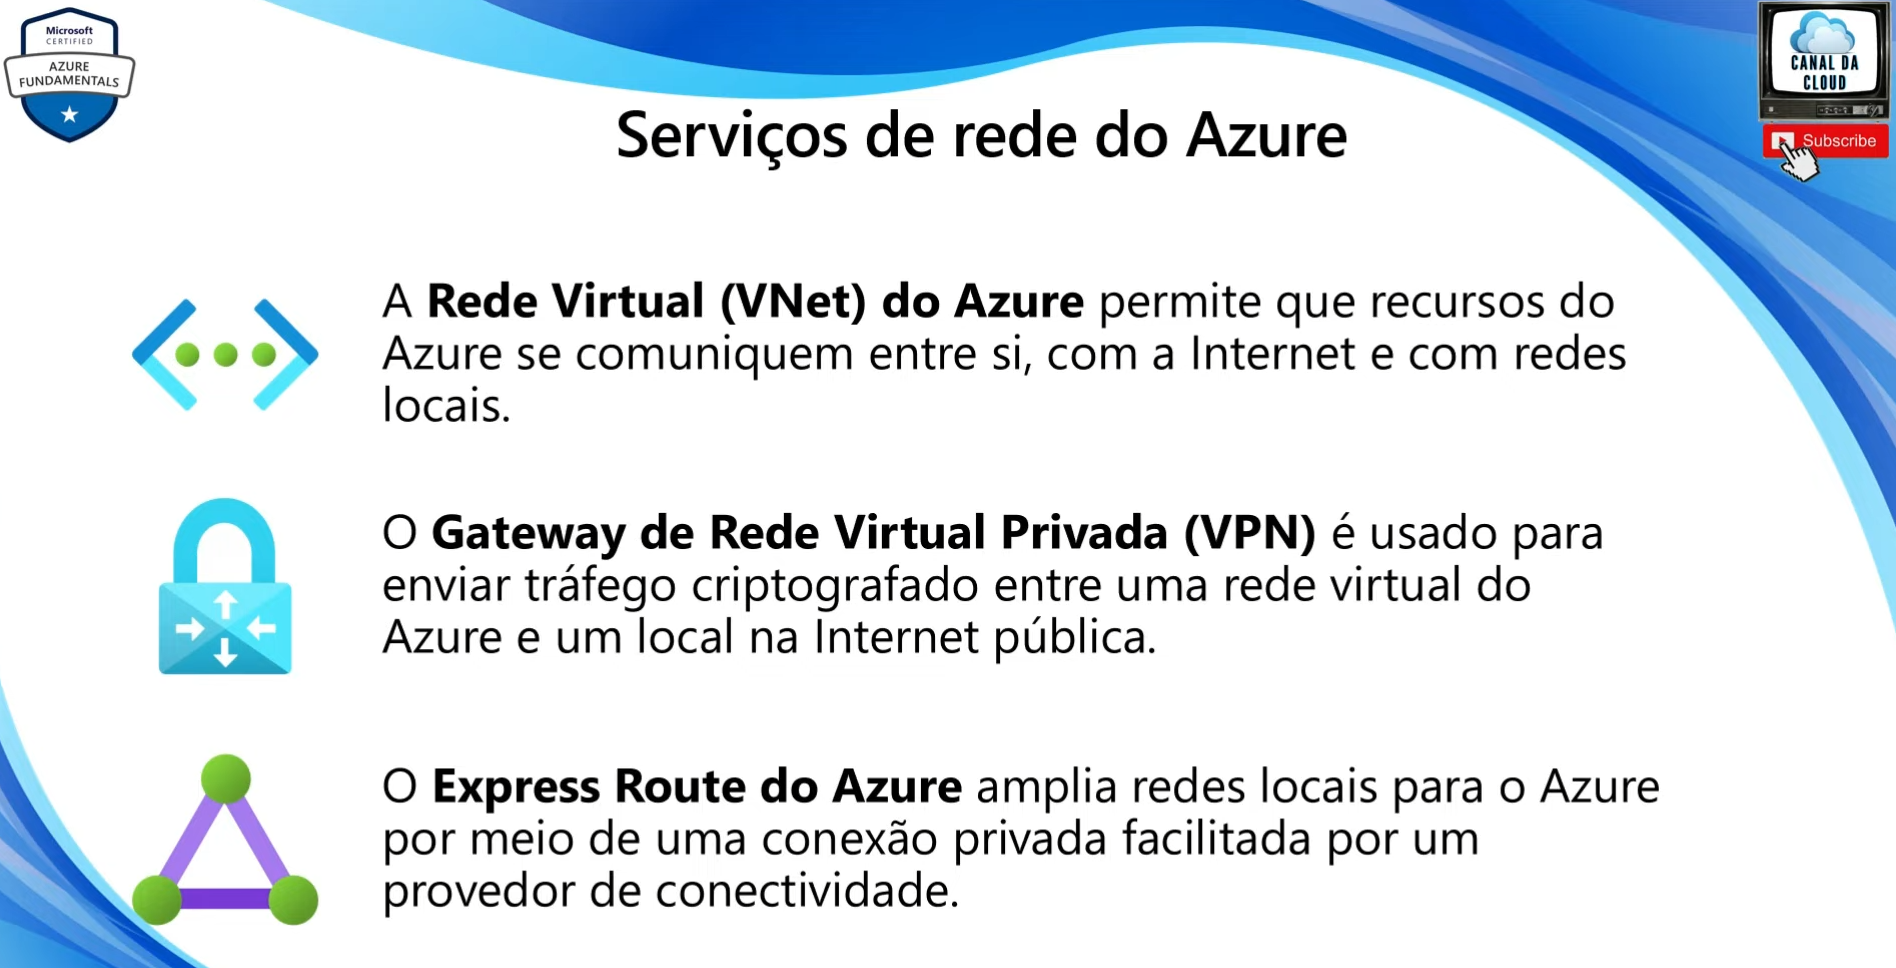 Microsoft
CERTIFIED
AZURE
FUNDAMENTALS
CANAL DA
CLOUD
Subscribe
Serviços de rede do Azure
A Rede Virtual (VNet) do Azure permite que recursos do
Azure se comuniquem entre si, com a Internet e com redes
locais.
O Gateway de Rede Virtual Privada (VPN) é usado para
enviar tráfego criptografado entre uma rede virtual do
Azure e um local na Internet pública.
O Express Route do Azure amplia redes locais para o Azure
por meio de uma conexão privada facilitada por um
provedor de conectividade.